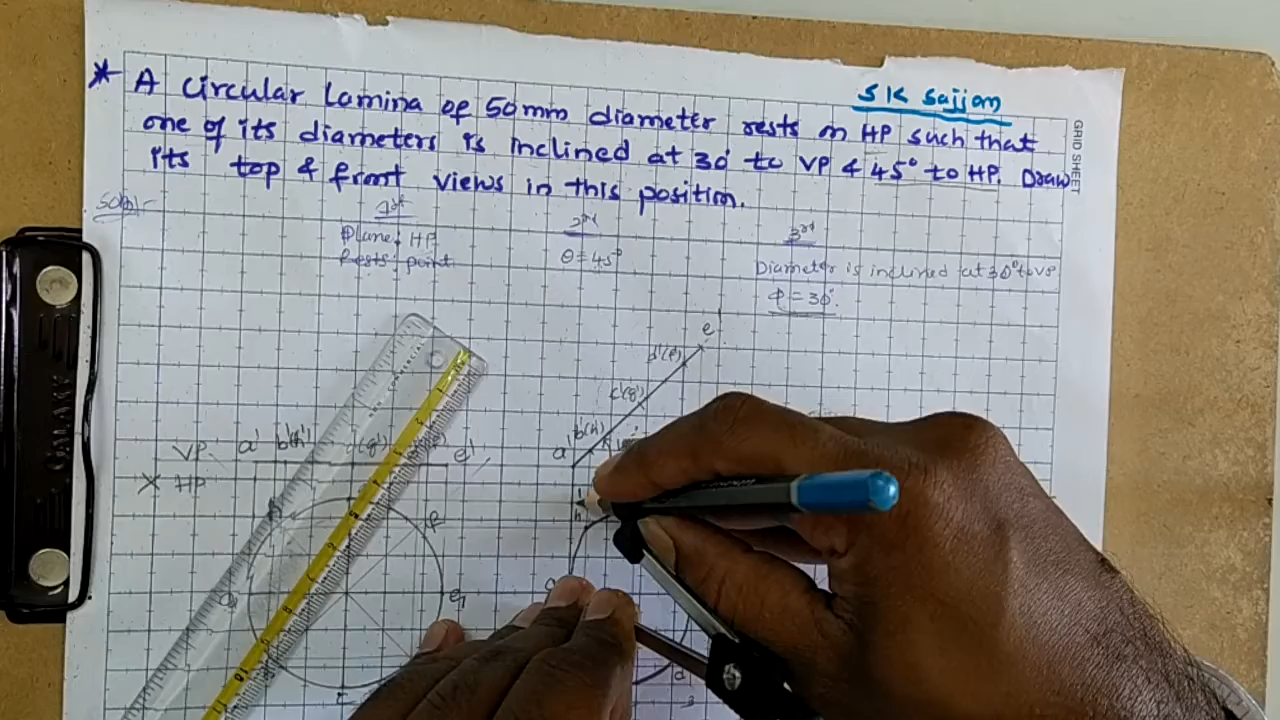 SK Sajjan
* A circular Lamina of 50mm diameter rests on HP such that
one of its diameters is inclined at 30° to VP & 45° to HP. Draw
its top & front views in this position.
GRID SHEET
Soln:-
1st
Plane: HP
Rests: point
2nd
θ = 45°
3rd
Diameter is inclined at 30° to VP
φ = 30°.
e'
d'(f')
c'(g')
b'(h')
a'
VP a' b'(h') c'(g') e'
X HP
h
a
d
e1
GALAXY